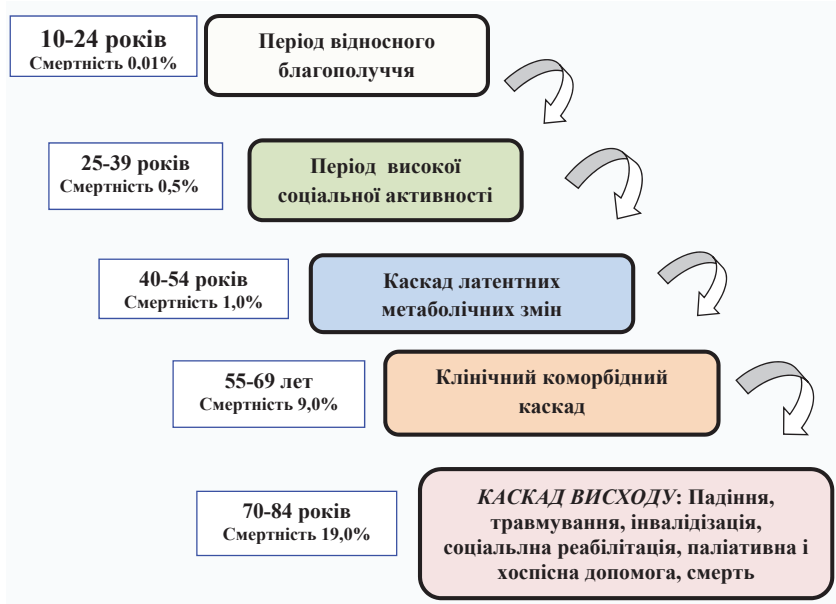 10-24 років
Смертність 0,01%
Період відносного
благополуччя
25-39 років
Смертність 0,5%
Період високої
соціальної активності
40-54 років
Смертність 1,0%
Каскад латентних
метаболічних змін
55-69 лет
Смертність 9,0%
Клінічний коморбідний
каскад
70-84 років
Смертність 19,0%
КАСКАД ВИСХОДУ: Падіння,
травмування, інвалідізація,
соціальлна реабілітація, паліативна і
хоспісна допомога, смерть